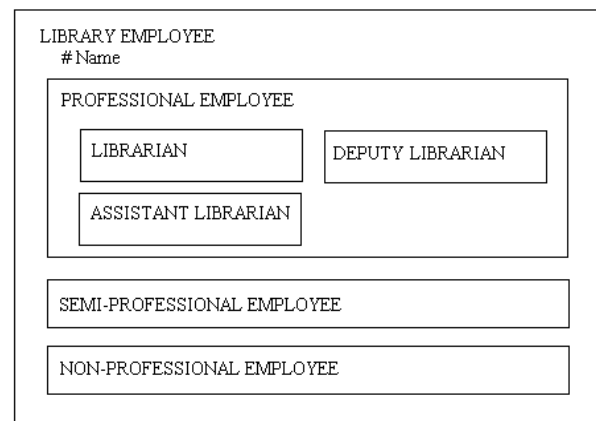 LIBRARY EMPLOYEE
# Name
PROFESSIONAL EMPLOYEE
LIBRARIAN
DEPUTY LIBRARIAN
ASSISTANT LIBRARIAN
SEMI-PROFESSIONAL EMPLOYEE
NON-PROFESSIONAL EMPLOYEE